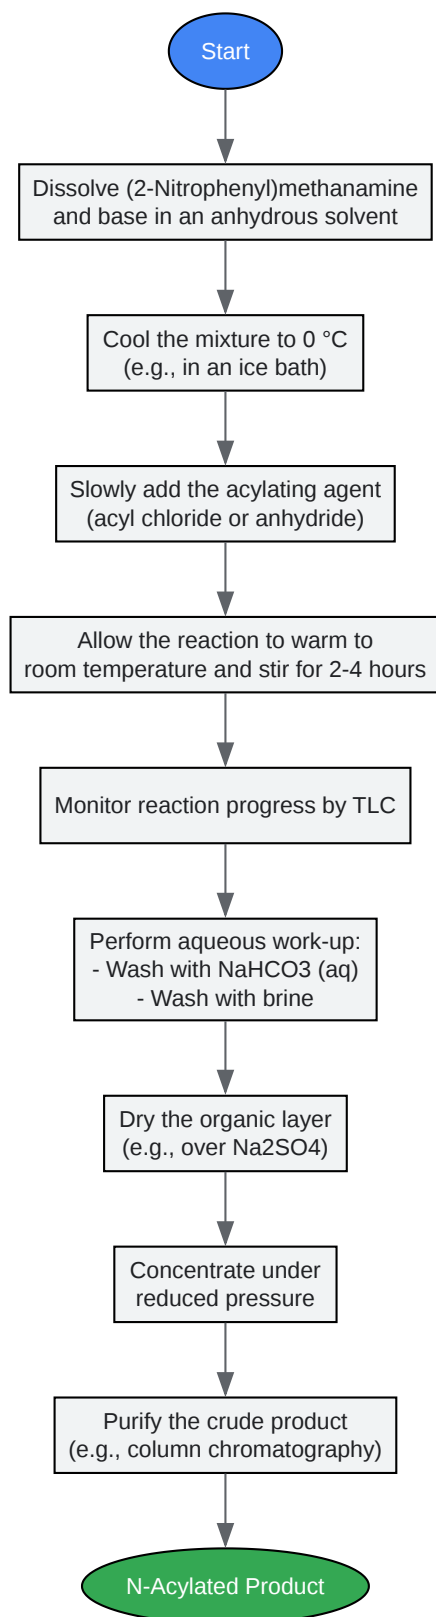 Start
Dissolve (2-Nitrophenyl)methanamine
and base in an anhydrous solvent
Cool the mixture to 0 °C
(e.g., in an ice bath)
Slowly add the acylating agent
(acyl chloride or anhydride)
Allow the reaction to warm to
room temperature and stir for 2-4 hours
Monitor reaction progress by TLC
Perform aqueous work-up:
- Wash with NaHCO3 (aq)
- Wash with brine
Dry the organic layer
(e.g., over Na2SO4)
Concentrate under
reduced pressure
Purify the crude product
(e.g., column chromatography)
N-Acylated Product